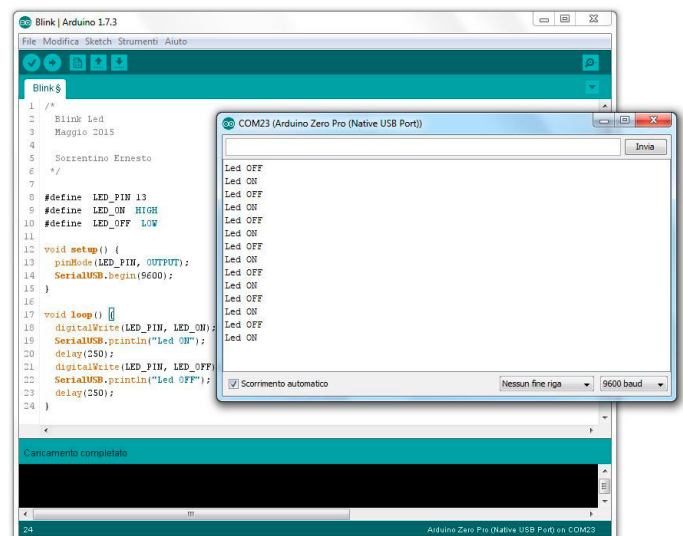 Blink | Arduino 1.7.3
File Modifica Sketch Strumenti Aiuto
Blink §
1 /*
2 Blink Led
3 Maggio 2015
4
5 Sorrentino Ernesto
6 */
7
8 #define LED_PIN 13
9 #define LED_ON HIGH
10 #define LED_OFF LOW
11
12 void setup() {
13 pinMode(LED_PIN, OUTPUT);
14 SerialUSB.begin(9600);
15 }
16
17 void loop() {
18 digitalWrite(LED_PIN, LED_ON);
19 SerialUSB.println("Led ON");
20 delay(250);
21 digitalWrite(LED_PIN, LED_OFF)
22 SerialUSB.println("Led OFF");
23 delay(250);
24 }
COM23 (Arduino Zero Pro (Native USB Port))
Invia
Led OFF
Led ON
Led OFF
Led ON
Led OFF
Led ON
Led OFF
Led ON
Led OFF
Led ON
Led OFF
Led ON
Led OFF
Led ON
Scorrimento automatico
Nessun fine riga
9600 baud
Caricamento completato
24
Arduino Zero Pro (Native USB Port) on COM23